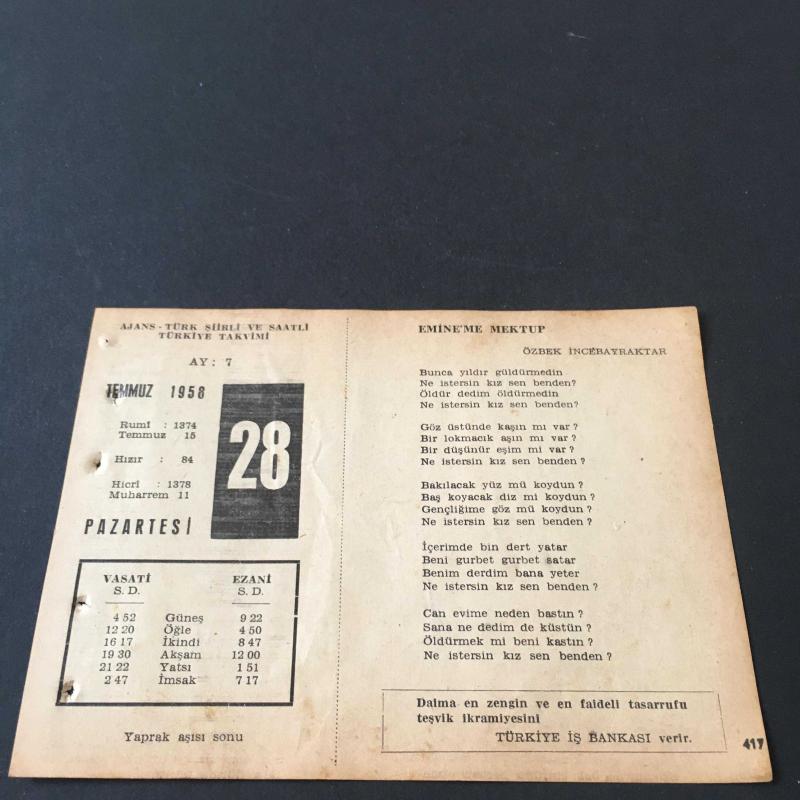 AJANS - TÜRK ŞİİRLİ VE SAATLİ
TÜRKİYE TAKVİMİ
AY : 7
TEMMUZ 1958
28
Rumî : 1374
Temmuz 15
Hızır : 84
Hicrî : 1378
Muharrem 11
PAZARTESİ
VASATİ EZANİ
S. D. S. D.
4 52 Güneş 9 22
12 20 Öğle 4 50
16 17 İkindi 8 47
19 30 Akşam 12 00
21 22 Yatsı 1 51
2 47 İmsak 7 17
Yaprak aşısı sonu
EMİNE'ME MEKTUP
ÖZBEK İNCEBAYRAKTAR
Bunca yıldır güldürmedin
Ne istersin kız sen benden?
Öldür dedim öldürmedin
Ne istersin kız sen benden?
Göz üstünde kaşın mı var?
Bir lokmacık aşın mı var?
Bir düşünür eşim mi var?
Ne istersin kız sen benden?
Bakılacak yüz mü koydun?
Baş koyacak diz mi koydun?
Gençliğime göz mü koydun?
Ne istersin kız sen benden?
İçerimde bin dert yatar
Beni gurbet gurbet satar
Benim derdim bana yeter
Ne istersin kız sen benden?
Can evime neden bastın?
Sana ne dedim de küstün?
Öldürmek mi beni kastın?
Ne istersin kız sen benden?
Daima en zengin ve en faideli tasarrufu
teşvik ikramiyesini
TÜRKİYE İŞ BANKASI verir.
417